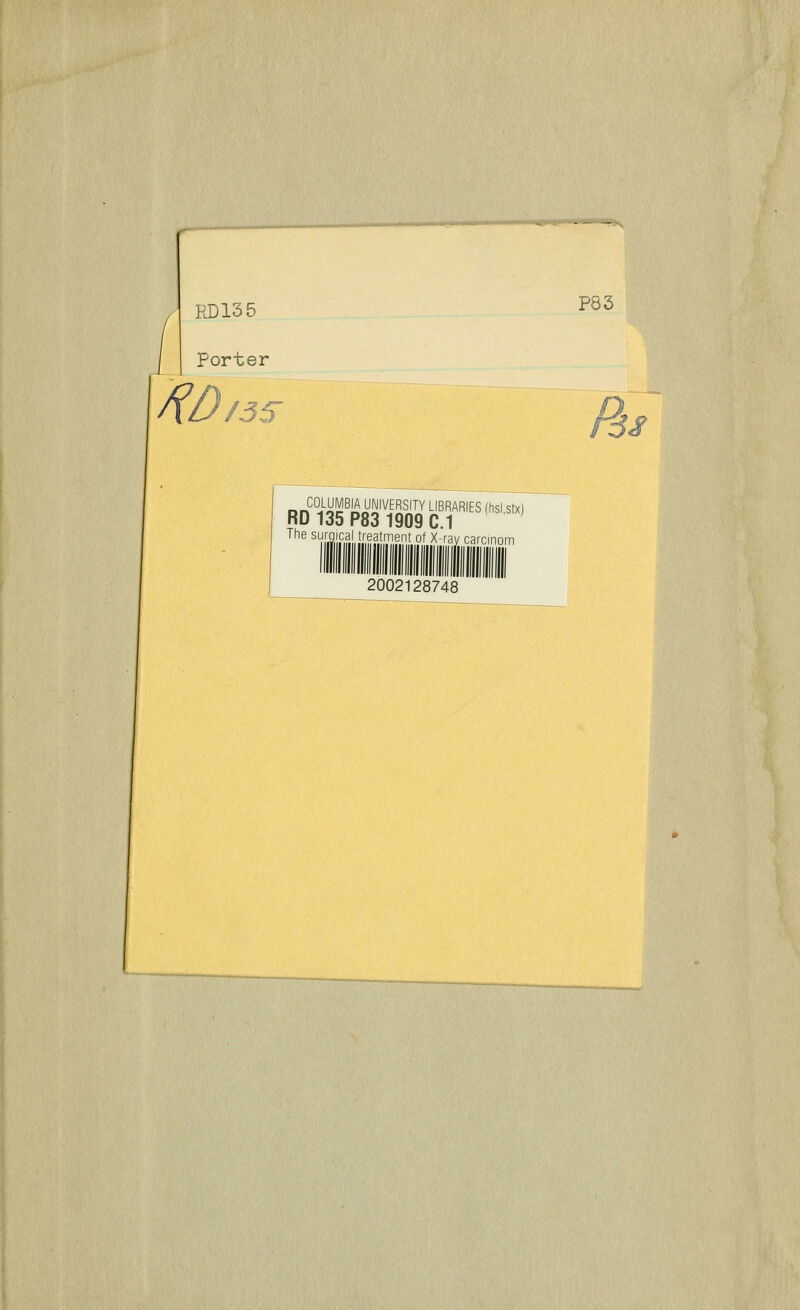 RD135 P83
Porter
RD135 P83
COLUMBIA UNIVERSITY LIBRARIES (hsl,stx)
RD 135 P83 1909 C.1
The surgical treatment of X-ray carcinom
2002128748